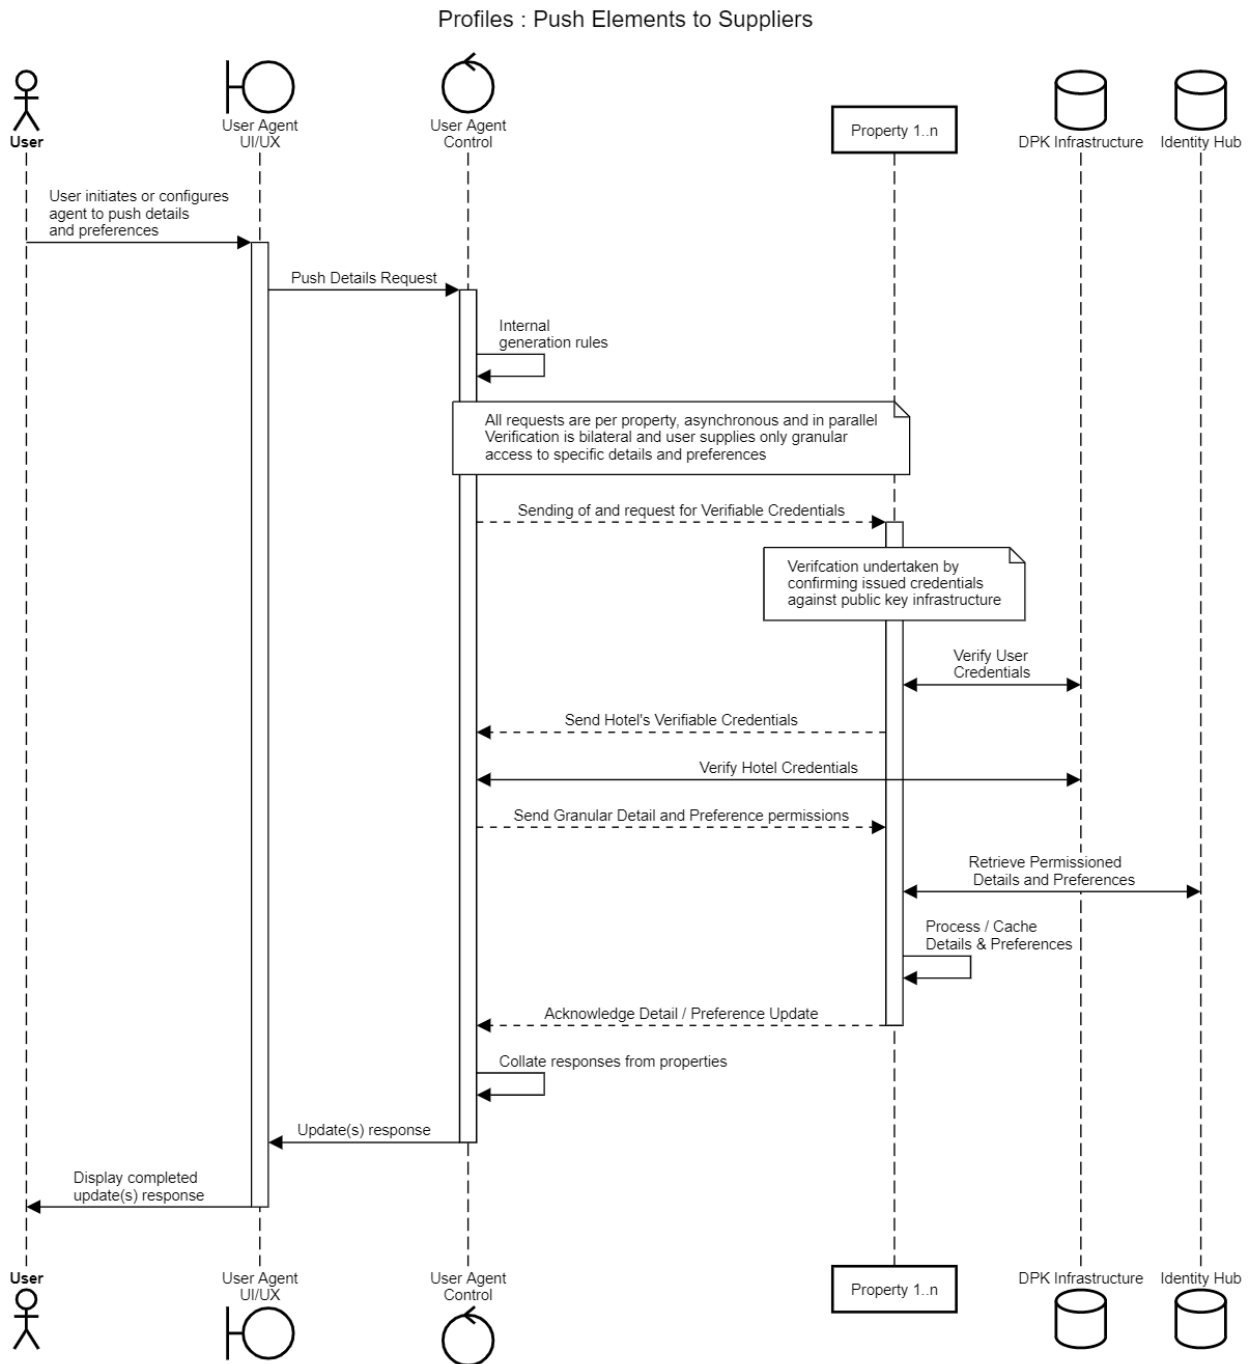 Profiles : Push Elements to Suppliers
User
User Agent
UI/UX
User Agent
Control
Property 1..n
DPK Infrastructure
Identity Hub
User initiates or configures
agent to push details
and preferences
Push Details Request
Internal
generation rules
All requests are per property, asynchronous and in parallel
Verification is bilateral and user supplies only granular
access to specific details and preferences
Sending of and request for Verifiable Credentials
Verifcation undertaken by
confirming issued credentials
against public key infrastructure
Verify User
Credentials
Send Hotel's Verifiable Credentials
Verify Hotel Credentials
Send Granular Detail and Preference permissions
Retrieve Permissioned
Details and Preferences
Process / Cache
Details & Preferences
Acknowledge Detail / Preference Update
Collate responses from properties
Update(s) response
Display completed
update(s) response
User
User Agent
UI/UX
User Agent
Control
Property 1..n
DPK Infrastructure
Identity Hub